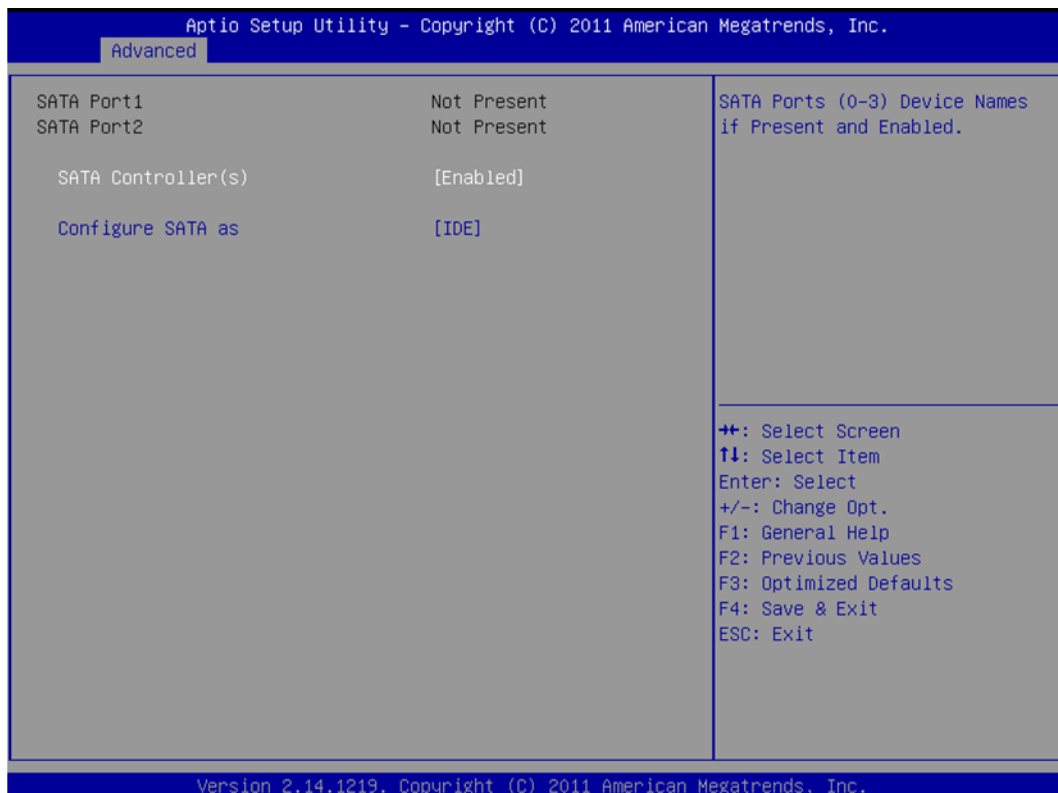 Aptio Setup Utility – Copyright (C) 2011 American Megatrends, Inc.
Advanced
SATA Port1 Not Present
SATA Port2 Not Present
SATA Controller(s) [Enabled]
Configure SATA as [IDE]
SATA Ports (0-3) Device Names
if Present and Enabled.
→←: Select Screen
↑↓: Select Item
Enter: Select
+/-: Change Opt.
F1: General Help
F2: Previous Values
F3: Optimized Defaults
F4: Save & Exit
ESC: Exit
Version 2.14.1219. Copyright (C) 2011 American Megatrends, Inc.